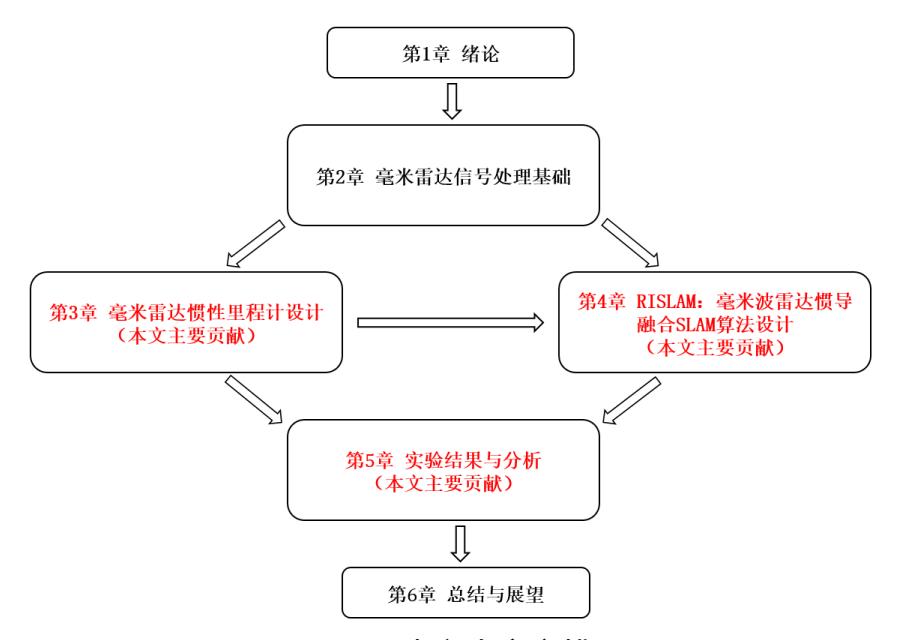 第1章 绪论
第2章 毫米雷达信号处理基础
第3章 毫米雷达惯性里程计设计
（本文主要贡献）
第4章 RISLAM：毫米波雷达惯导
融合SLAM算法设计
（本文主要贡献）
第5章 实验结果与分析
（本文主要贡献）
第6章 总结与展望